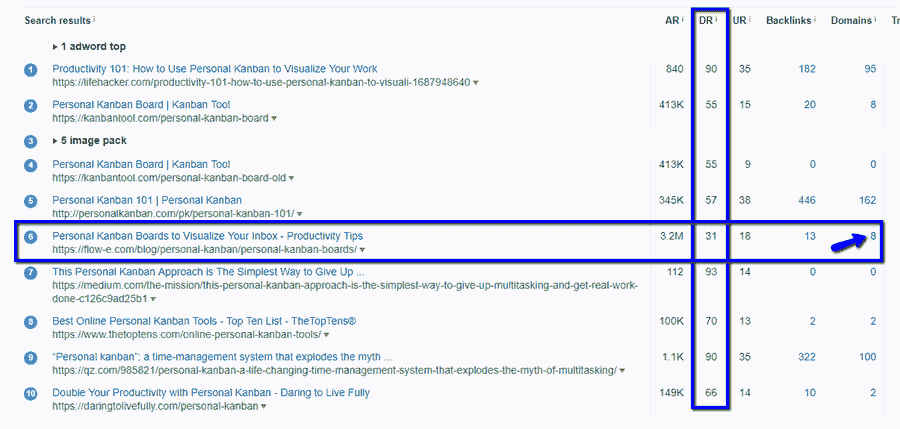 Search results i AR i DR i UR i Backlinks i Domains i Tr
▸ 1 adword top
1 Productivity 101: How to Use Personal Kanban to Visualize Your Work 840 90 35 182 95
https://lifehacker.com/productivity-101-how-to-use-personal-kanban-to-visuali-1687948640 ▾
2 Personal Kanban Board | Kanban Tool 413K 55 15 20 8
https://kanbantool.com/personal-kanban-board ▾
3 ▸ 5 image pack
4 Personal Kanban Board | Kanban Tool 413K 55 9 0 0
https://kanbantool.com/personal-kanban-board-old ▾
5 Personal Kanban 101 | Personal Kanban 345K 57 38 446 162
http://personalkanban.com/pk/personal-kanban-101/ ▾
6 Personal Kanban Boards to Visualize Your Inbox - Productivity Tips 3.2M 31 18 13 8
https://flow-e.com/blog/personal-kanban/personal-kanban-boards/ ▾
7 This Personal Kanban Approach is The Simplest Way to Give Up ... 112 93 14 0 0
https://medium.com/the-mission/this-personal-kanban-approach-is-the-simplest-way-to-give-up-multitasking-and-get-real-work-
done-c126c9ad25b1 ▾
8 Best Online Personal Kanban Tools - Top Ten List - TheTopTens® 100K 70 13 2 2
https://www.thetoptens.com/online-personal-kanban-tools/ ▾
9 "Personal kanban": a time-management system that explodes the myth ... 1.1K 90 35 322 100
https://qz.com/985821/personal-kanban-a-life-changing-time-management-system-that-explodes-the-myth-of-multitasking/ ▾
10 Double Your Productivity with Personal Kanban - Daring to Live Fully 149K 66 14 10 2
https://daringtolivefully.com/personal-kanban ▾